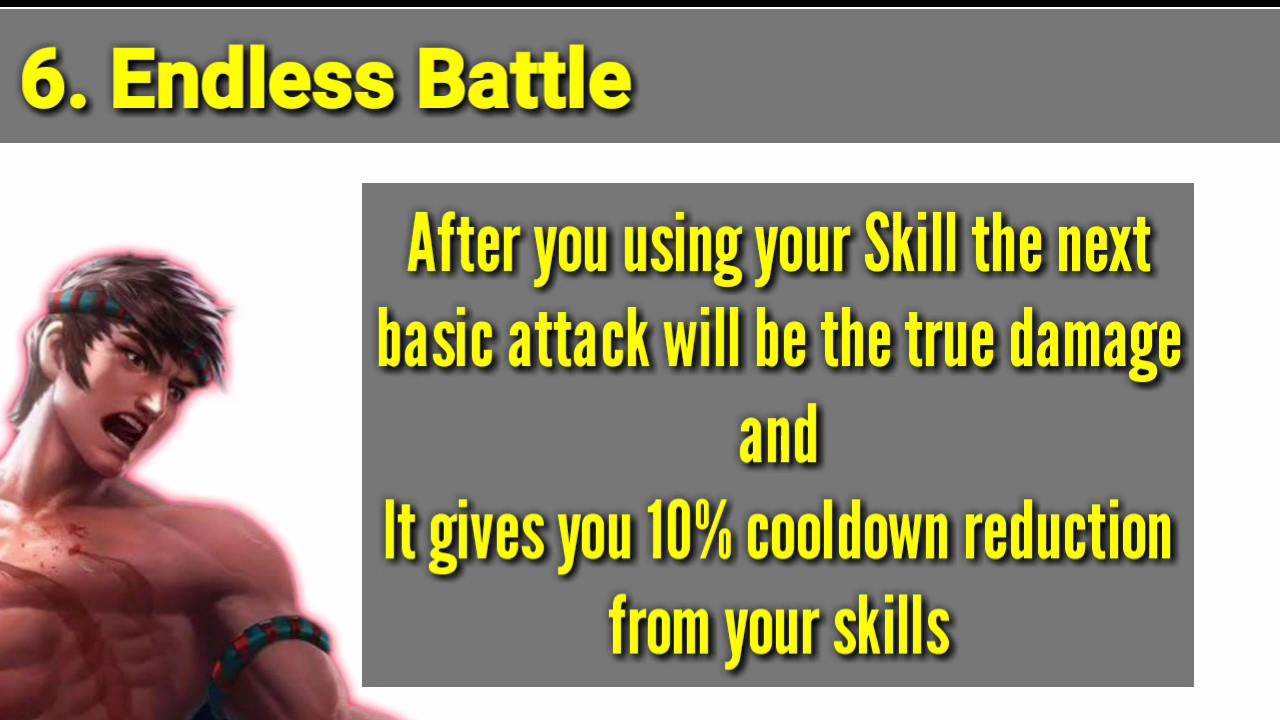 6. Endless Battle
After you using your Skill the next
basic attack will be the true damage
and
It gives you 10% cooldown reduction
from your skills